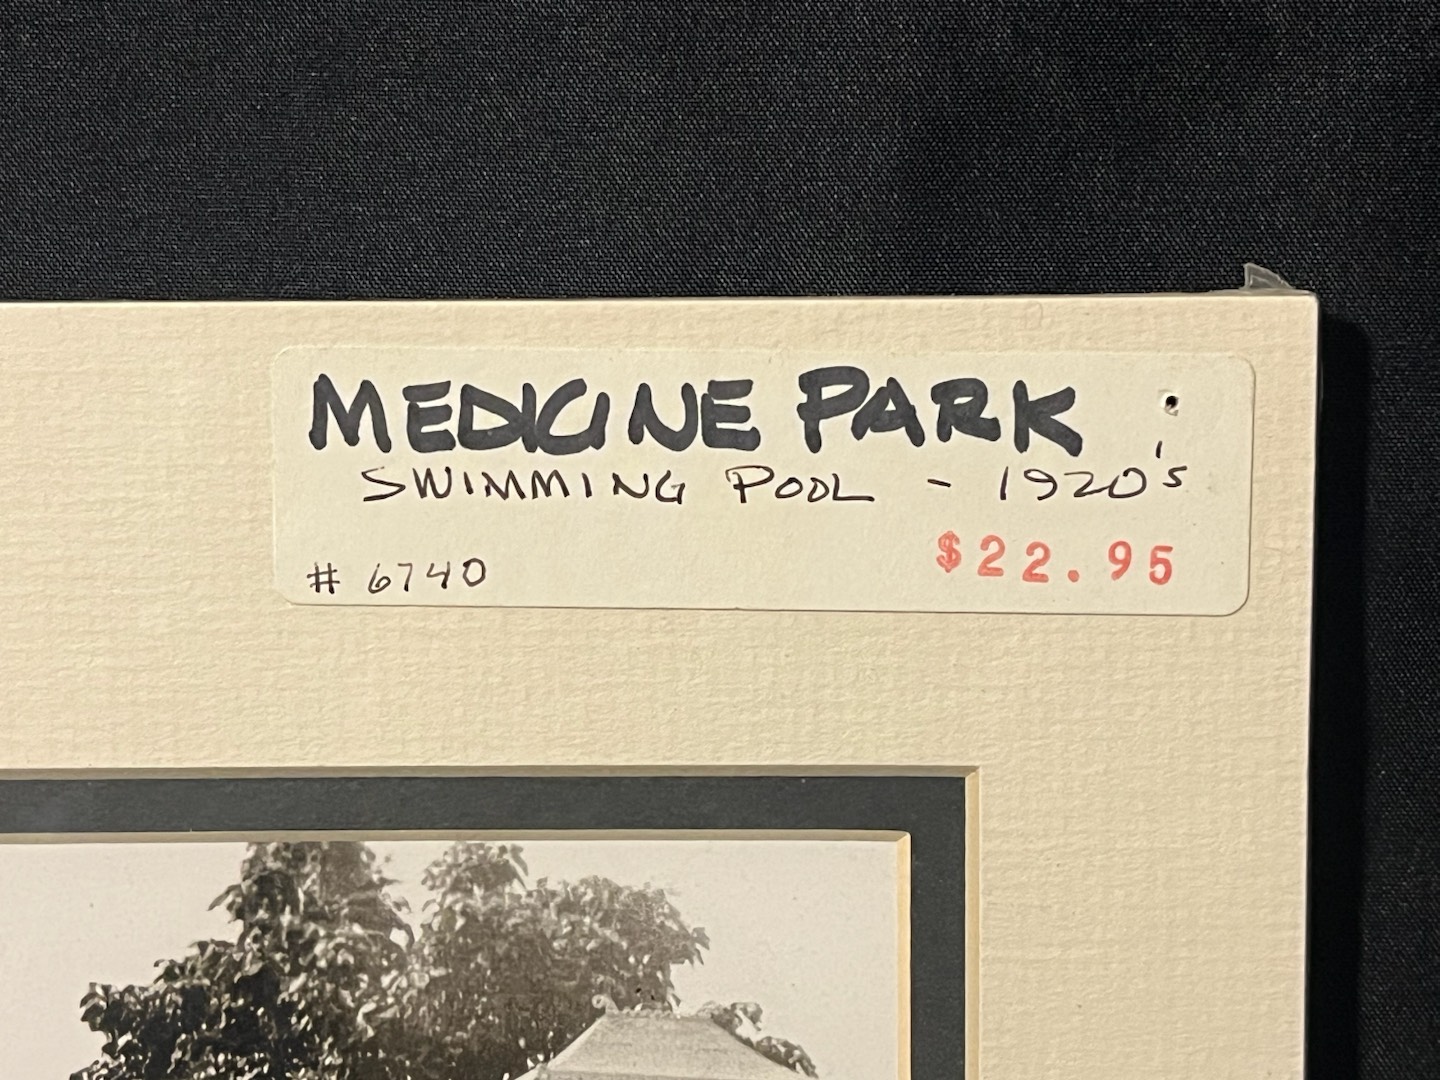 MEDICINE PARK
SWIMMING POOL - 1920's
# 6740
$22.95